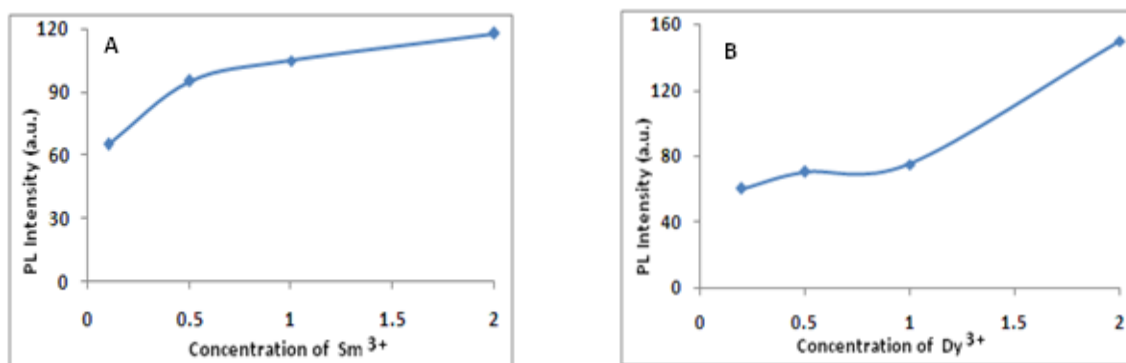 A
PL Intensity (a.u.)
120
90
60
30
0
0 0.5 1 1.5 2
Concentration of Sm 3+
B
PL Intensity (a.u.)
160
120
80
40
0
0 0.5 1 1.5 2
Concentration of Dy 3+